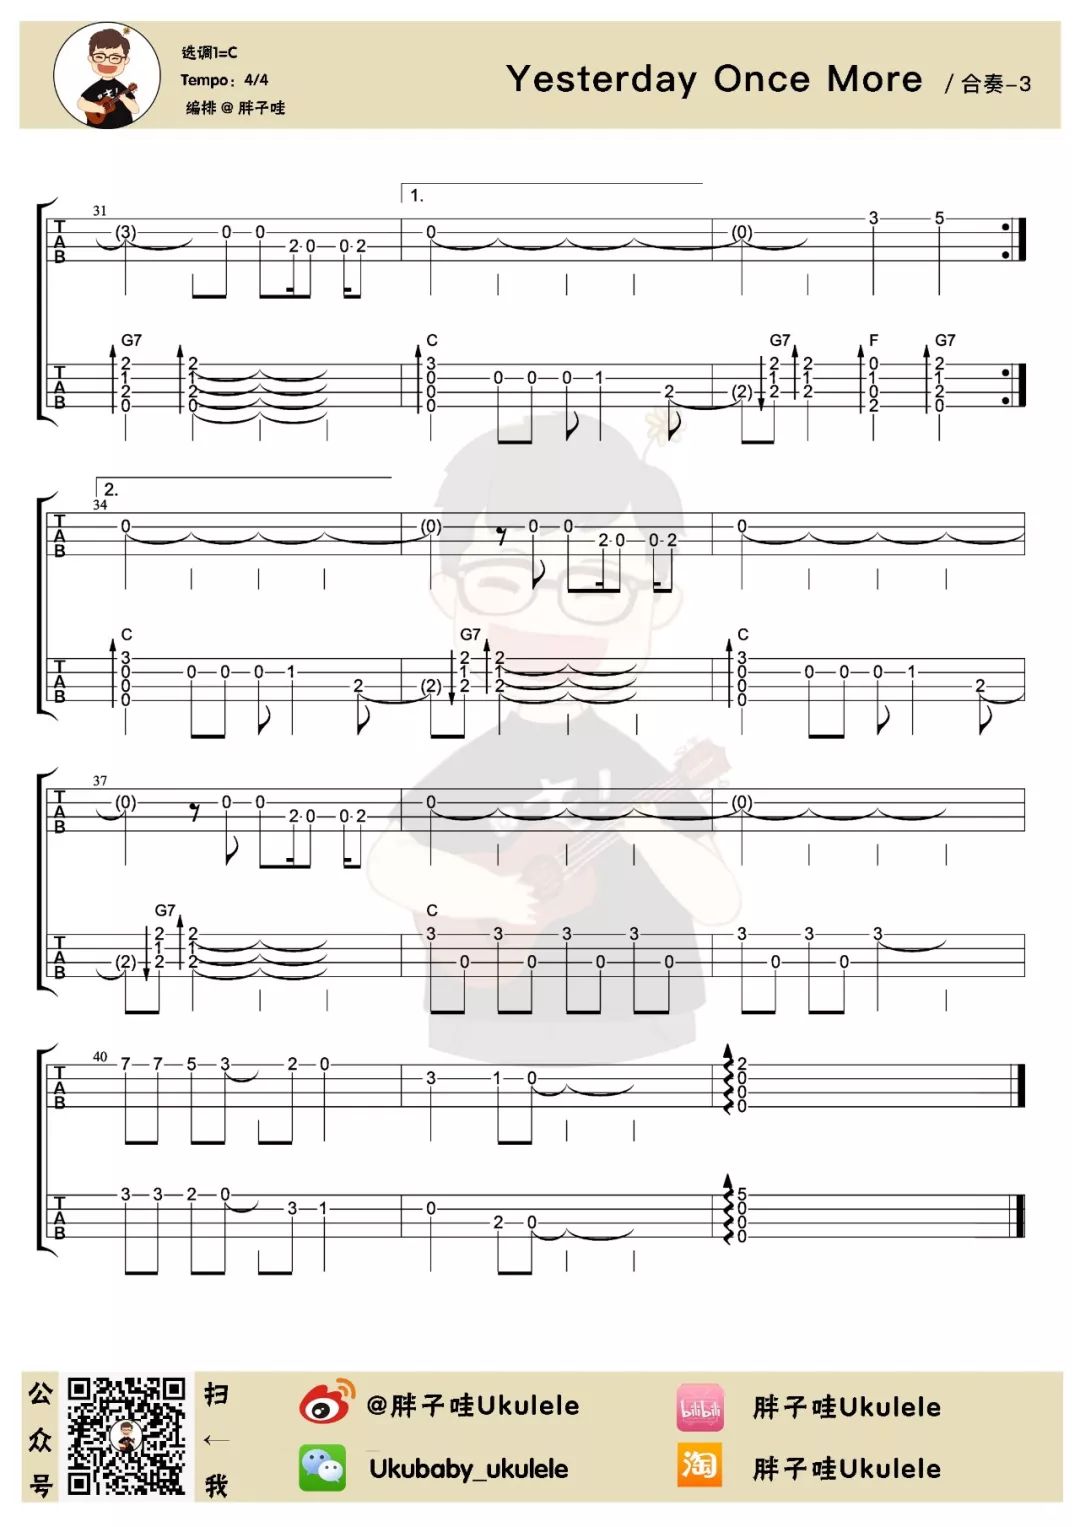 选调1=C
Tempo: 4/4
编排 @ 胖子哇
Yesterday Once More / 合奏-3
31
1.
T A B
(3) 0 0 2 0 0 2 0 (0) 3 5
G7 C G7 F G7
T A B
2 2 3 2 2 0 2
1 1 0 0 0 0 1 1 1 1 1
2 2 0 2 (2) 2 2 0 2
0 0 0 2 0
2.
34
T A B
0 (0) 0 0 2 0 0 2 0
C G7 C
T A B
3 2 2 3
0 0 0 0 1 1 1 0 0 0 0 1
0 2 (2) 2 2 0 2
0 0
37
T A B
(0) 0 0 2 0 0 2 0 (0)
G7 C
T A B
2 2 3 3 3 3 3 3 3
1 1
(2) 2 2 0 0 0 0 0 0
40
T A B
7 7 5 3 2 0 2
3 1 0 0
0
0
T A B
3 3 2 0 5
3 1 0 0
2 0 0
0
公众号
扫←我
@胖子哇Ukulele
胖子哇Ukulele
Ukubaby_ukulele
淘
胖子哇Ukulele
bilibili